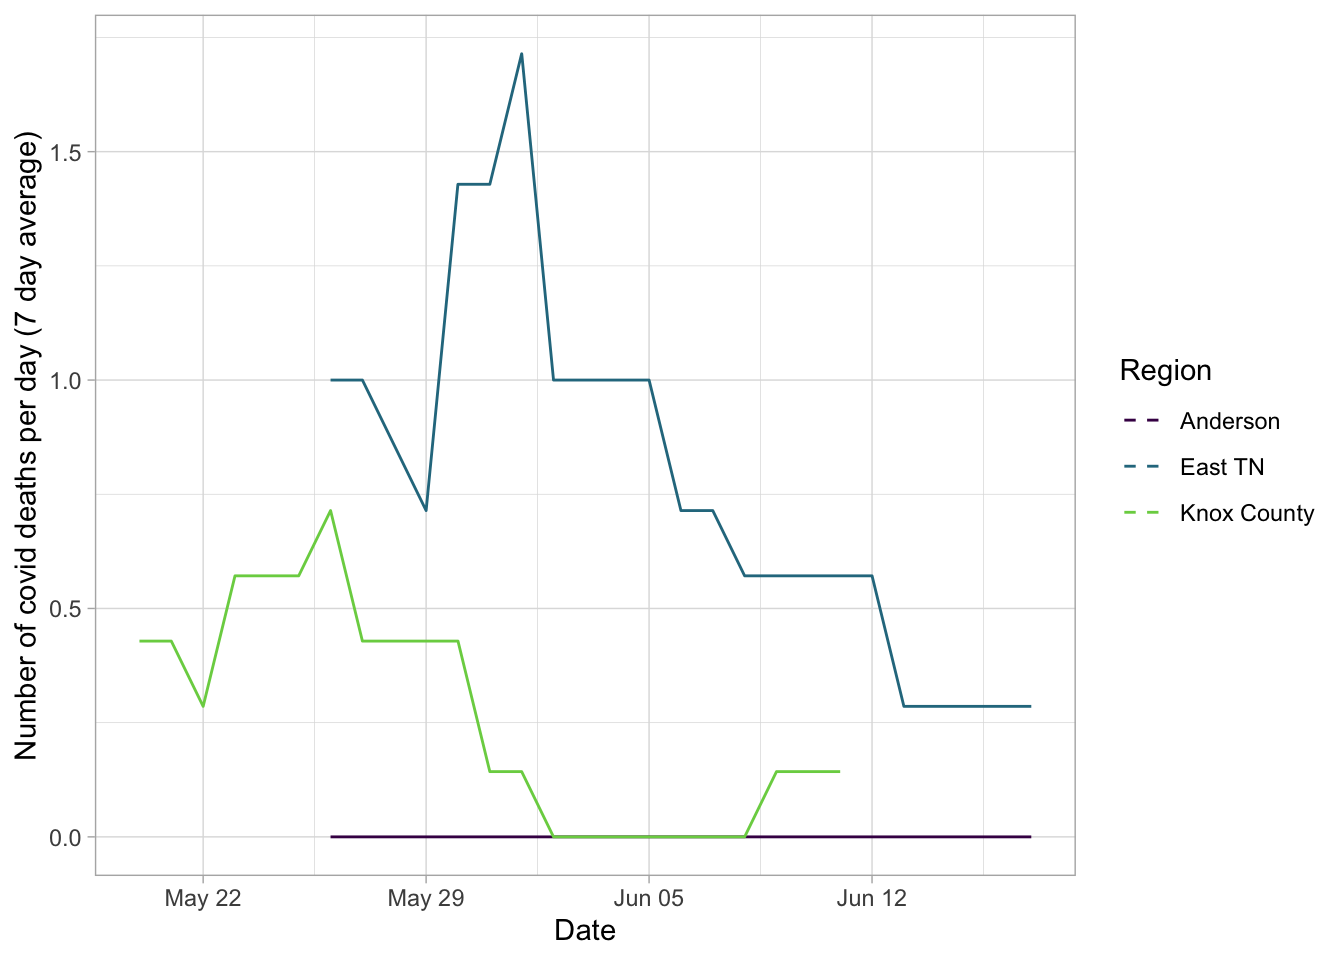 Number of covid deaths per day (7 day average)
1.5
1.0
0.5
0.0
May 22
May 29
Jun 05
Jun 12
Date
Region
Anderson
East TN
Knox County